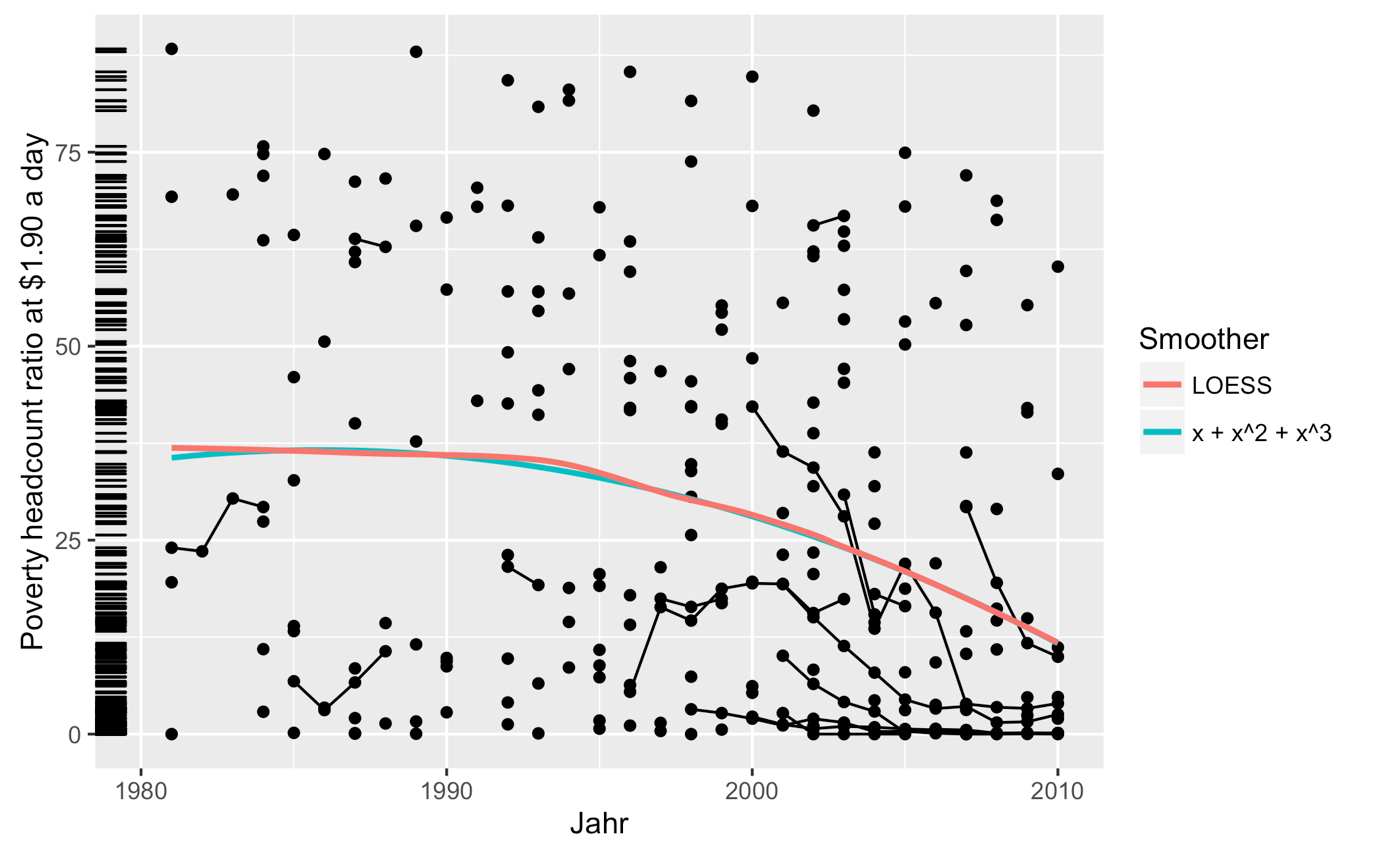 Poverty headcount ratio at $1.90 a day
75
50
25
0
1980
1990
2000
2010
Jahr
Smoother
LOESS
x + x^2 + x^3